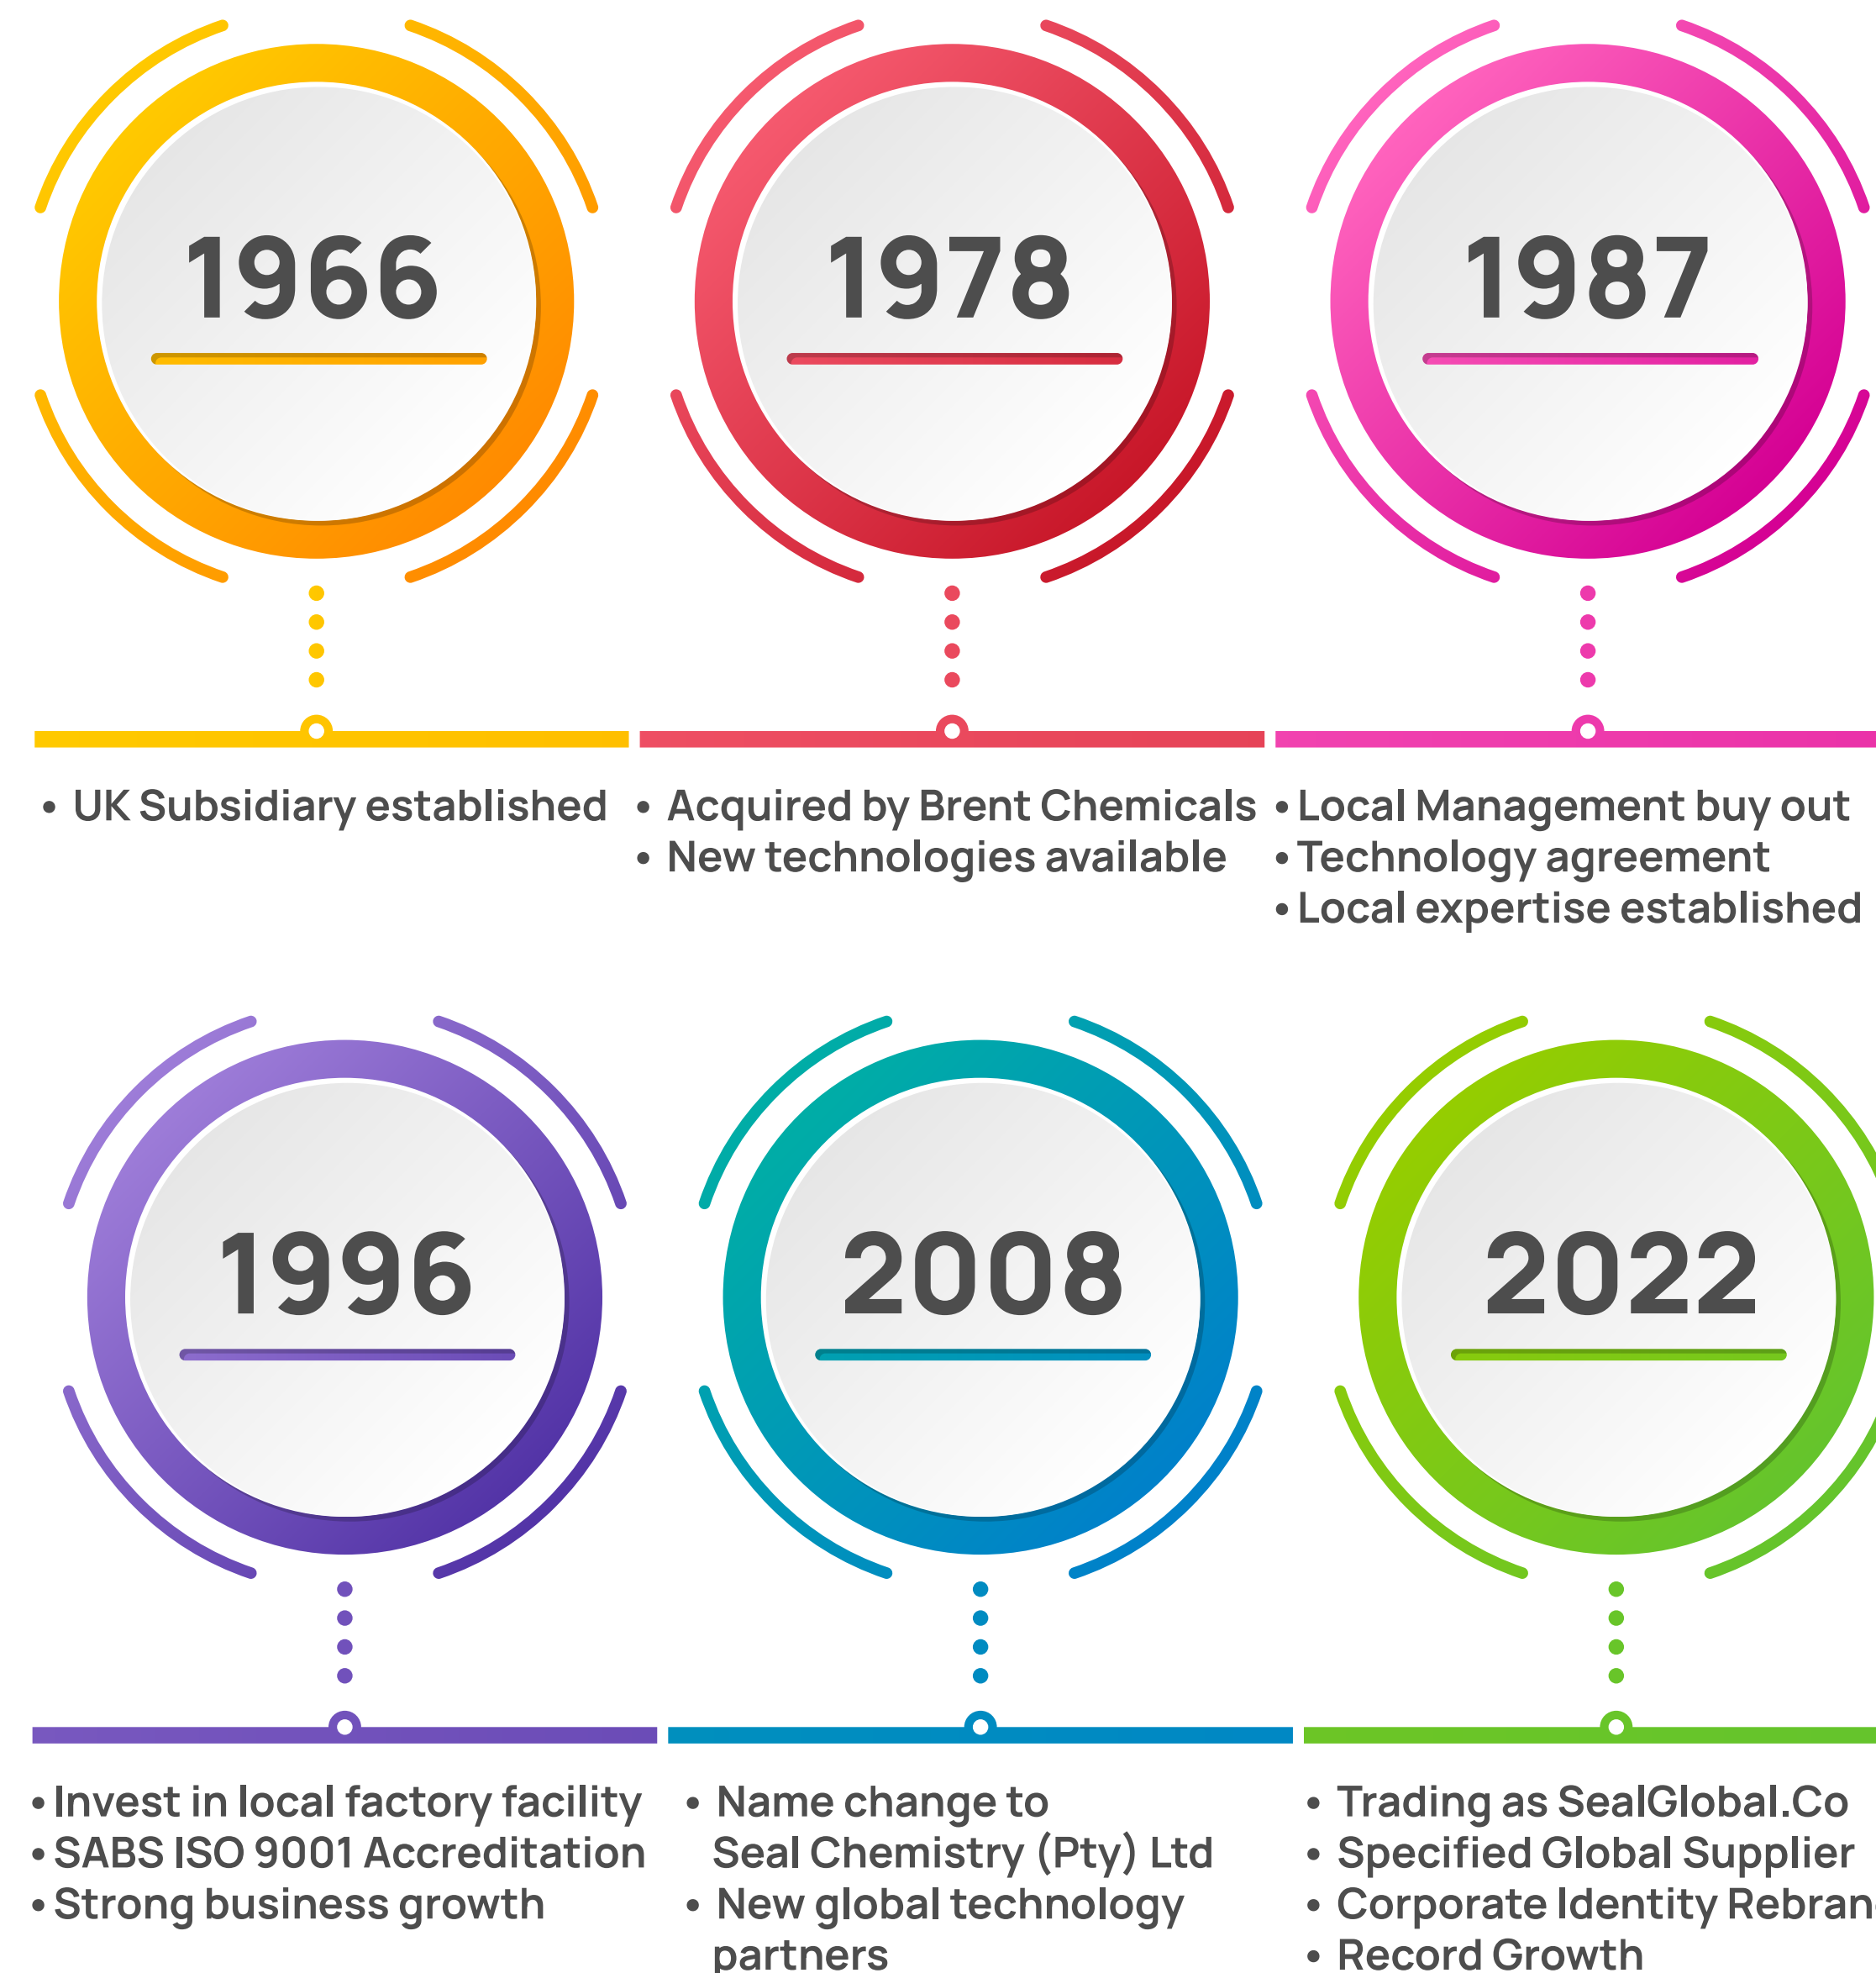 1966
1978
1987
• UK Subsidiary established
• Acquired by Brent Chemicals
• New technologies available
• Local Management buy out
• Technology agreement
• Local expertise established
1996
2008
2022
• Invest in local factory facility
• SABS ISO 9001 Accreditation
• Strong business growth
• Name change to
Seal Chemistry (Pty) Ltd
• New global technology
partners
• Trading as SealGlobal.Co
• Specified Global Supplier
• Corporate Identity
• Record Growth